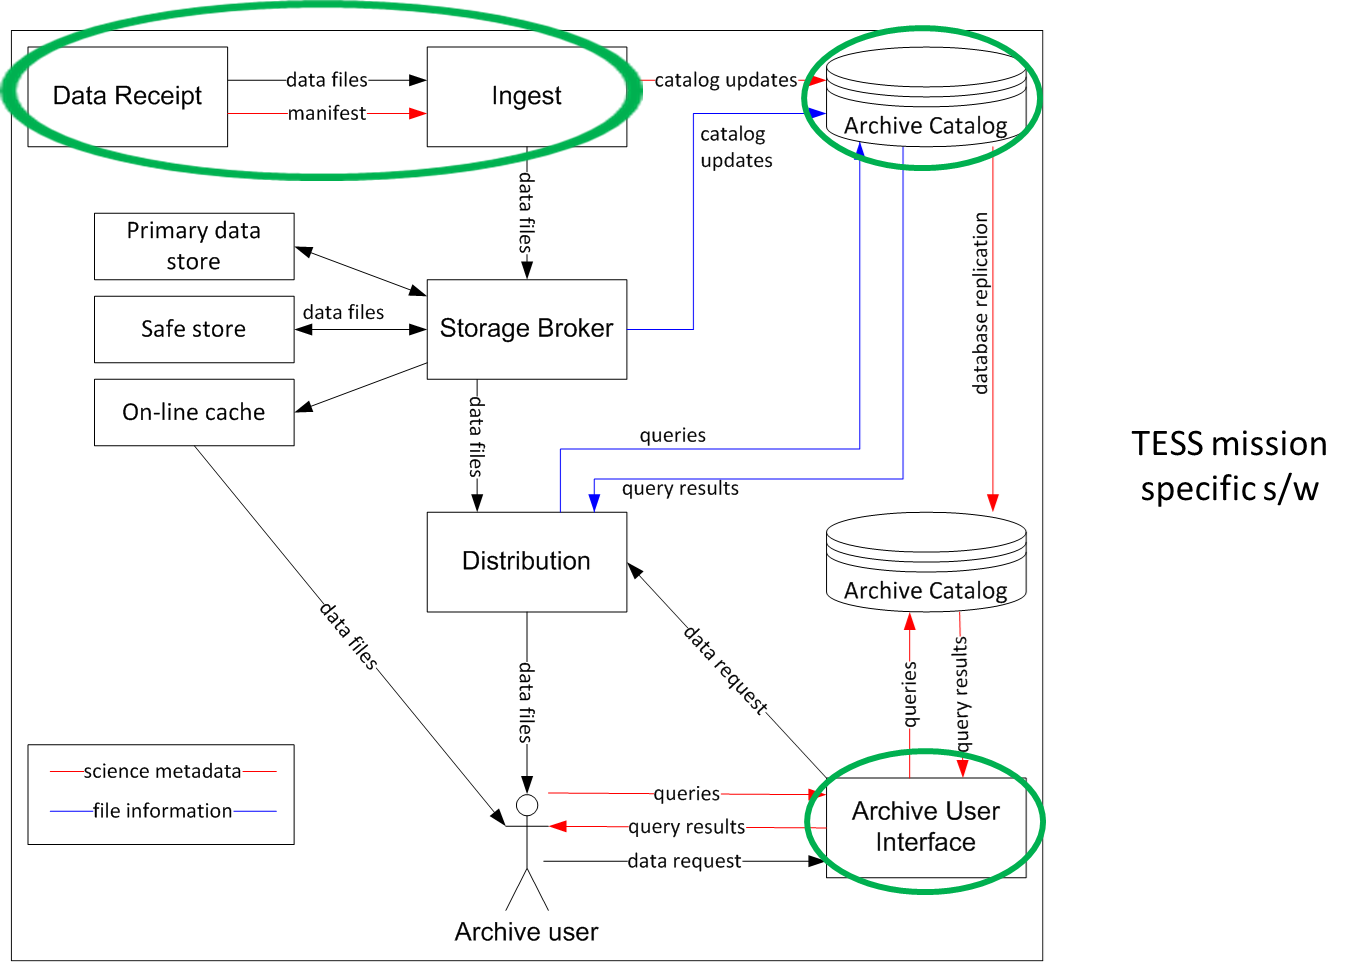 Data Receipt
data files
manifest
Ingest
catalog updates
Archive Catalog
catalog
updates
data files
Primary data
store
Safe store
On-line cache
data files
Storage Broker
database replication
data files
queries
query results
TESS mission
specific s/w
Distribution
Archive Catalog
data files
data request
data files
queries
query results
science metadata
file information
queries
query results
data request
Archive User
Interface
Archive user